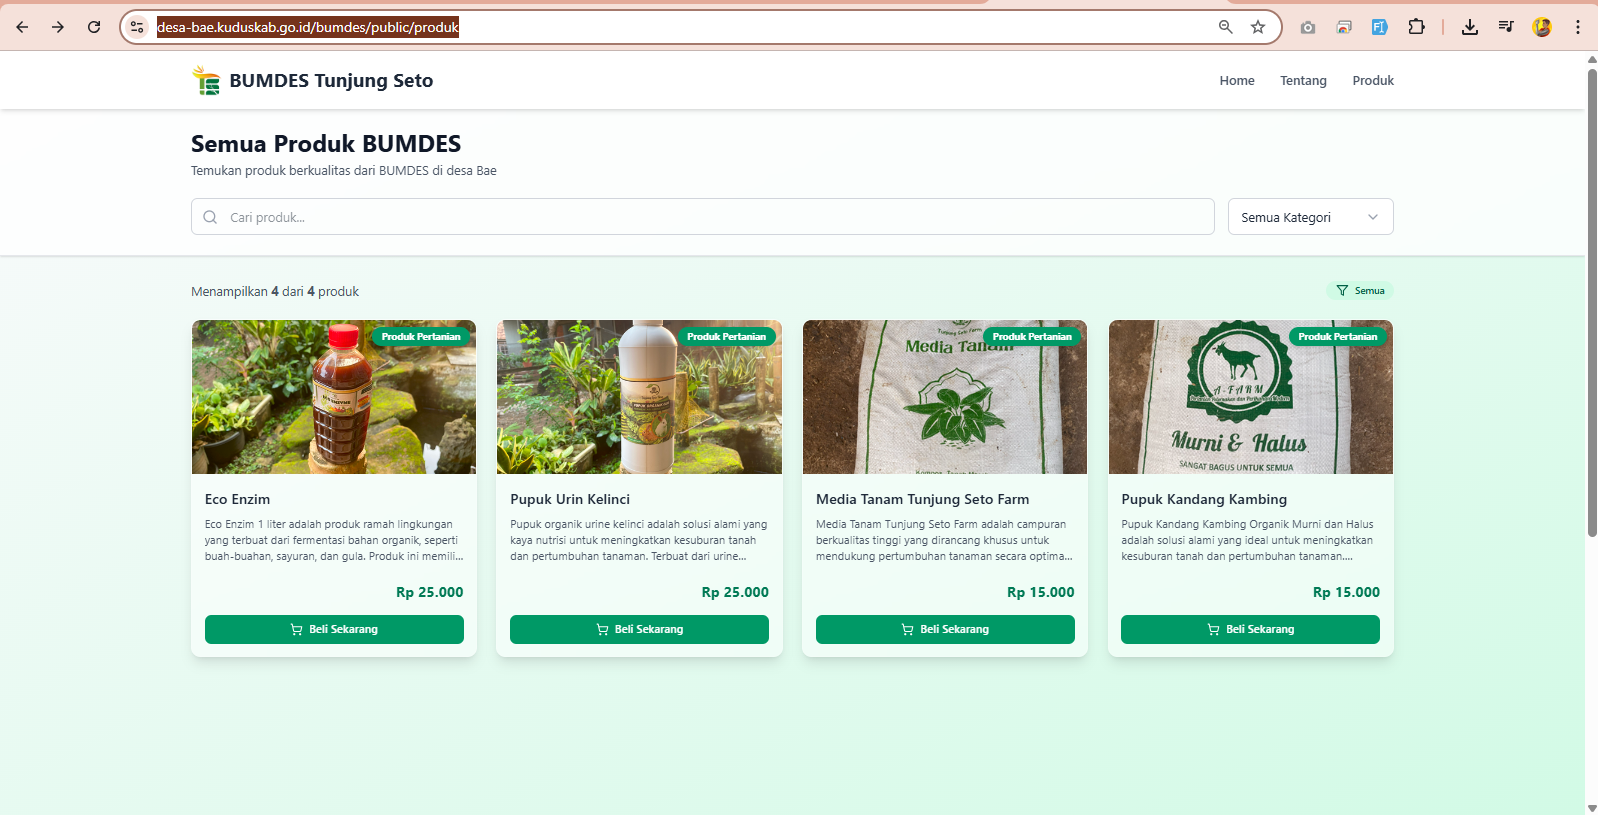 desa-bae.kuduskab.go.id/bumdes/public/produk
BUMDES Tunjung Seto
Home Tentang Produk
Semua Produk BUMDES
Temukan produk berkualitas dari BUMDES di desa Bae
Cari produk...
Semua Kategori
Menampilkan 4 dari 4 produk
Semua
Produk Pertanian
Eco Enzim
Eco Enzim 1 liter adalah produk ramah lingkungan
yang terbuat dari fermentasi bahan organik, seperti
buah-buahan, sayuran, dan gula. Produk ini memili...
Rp 25.000
Beli Sekarang
Produk Pertanian
Pupuk Urin Kelinci
Pupuk organik urine kelinci adalah solusi alami yang
kaya nutrisi untuk meningkatkan kesuburan tanah
dan pertumbuhan tanaman. Terbuat dari urine...
Rp 25.000
Beli Sekarang
Tunjung Seto Farm
Media Tanam
Produk Pertanian
Media Tanam Tunjung Seto Farm
Media Tanam Tunjung Seto Farm adalah campuran
berkualitas tinggi yang dirancang khusus untuk
mendukung pertumbuhan tanaman secara optima...
Rp 15.000
Beli Sekarang
Produk Pertanian
A-FARM
Murni & Halus
SANGAT BAGUS UNTUK SEMUA
Pupuk Kandang Kambing
Pupuk Kandang Kambing Organik Murni dan Halus
adalah solusi alami yang ideal untuk meningkatkan
kesuburan tanah dan pertumbuhan tanaman....
Rp 15.000
Beli Sekarang